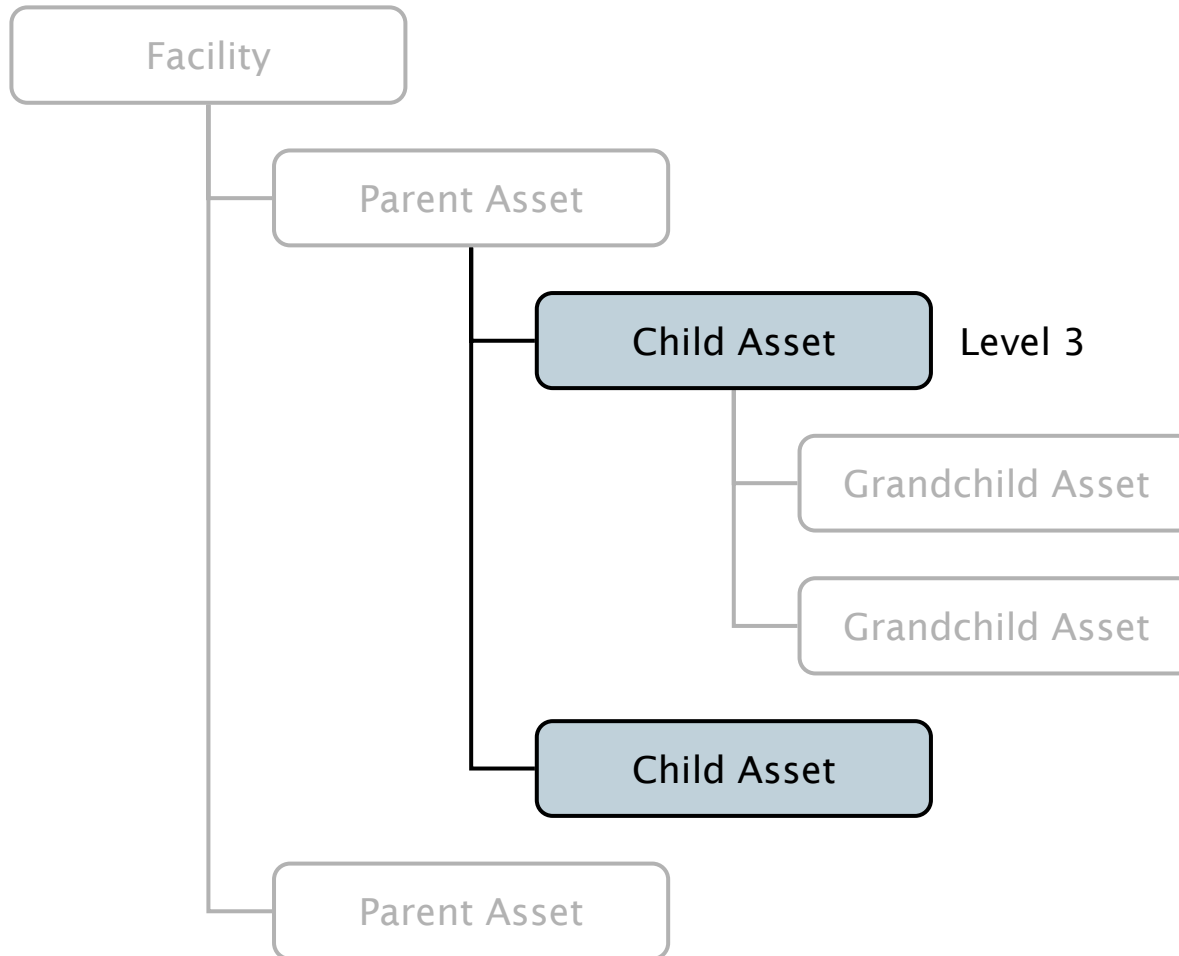 Facility
Parent Asset
Child Asset
Level 3
Grandchild Asset
Grandchild Asset
Child Asset
Parent Asset